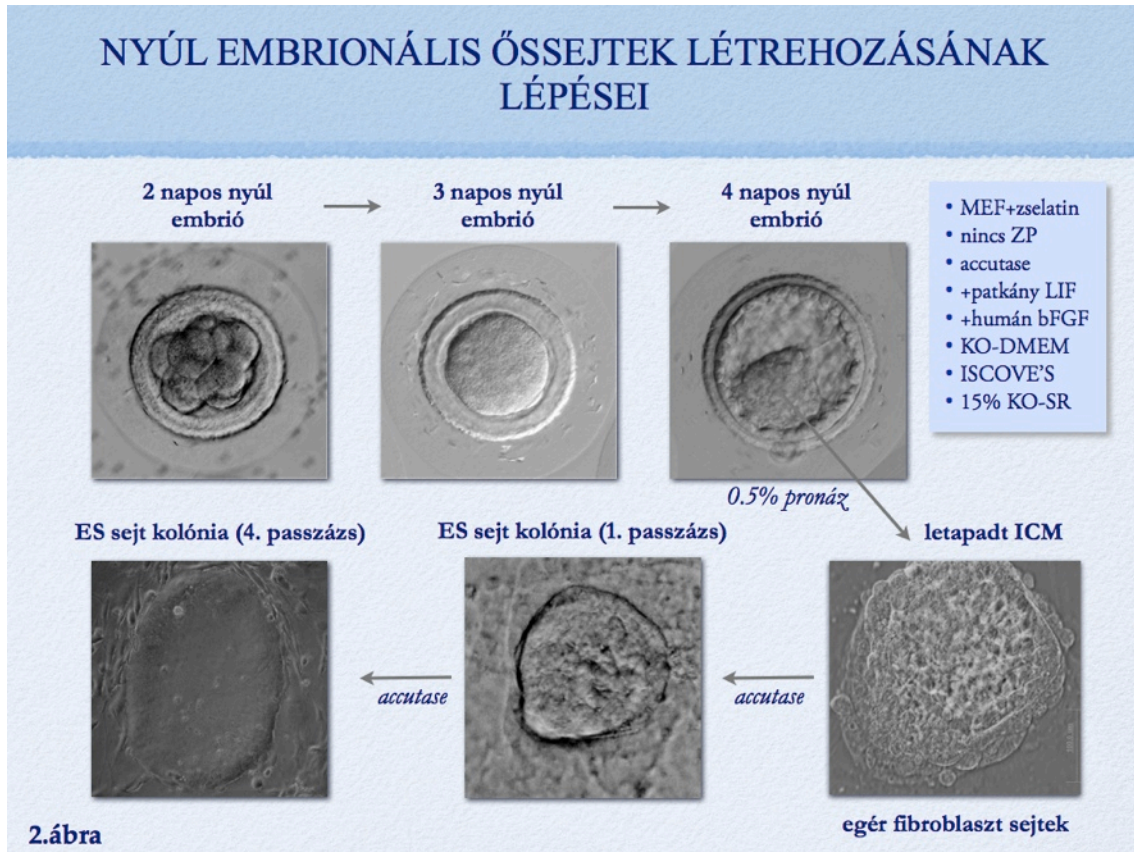 NYÚL EMBRIONÁLIS ŐSSEJTEK LÉTREHOZÁSÁNAK
LÉPÉSEI
2 napos nyúl
embrió
3 napos nyúl
embrió
4 napos nyúl
embrió
• MEF+zselatin
• nincs ZP
• accutase
• +patkány LIF
• +humán bFGF
• KO-DMEM
• ISCOVE'S
• 15% KO-SR
0.5% pronáz
ES sejt kolónia (4. passzázs)
ES sejt kolónia (1. passzázs)
letapadt ICM
accutase
accutase
egér fibroblaszt sejtek
2.ábra